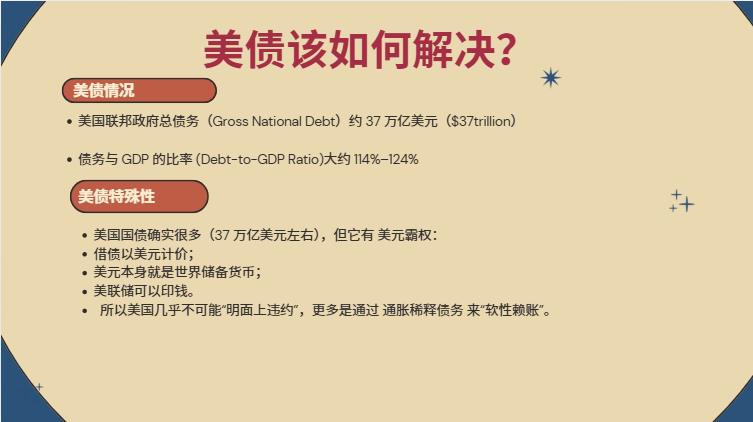 美债该如何解决？
美债情况
• 美国联邦政府总债务（Gross National Debt）约 37 万亿美元（$37trillion）
• 债务与 GDP 的比率 (Debt-to-GDP Ratio)大约 114%–124%
美债特殊性
• 美国国债确实很多（37 万亿美元左右），但它有 美元霸权：
• 借债以美元计价；
• 美元本身就是世界储备货币；
• 美联储可以印钱。
• 所以美国几乎不可能“明面上违约”，更多是通过 通胀稀释债务 来“软性赖账”。